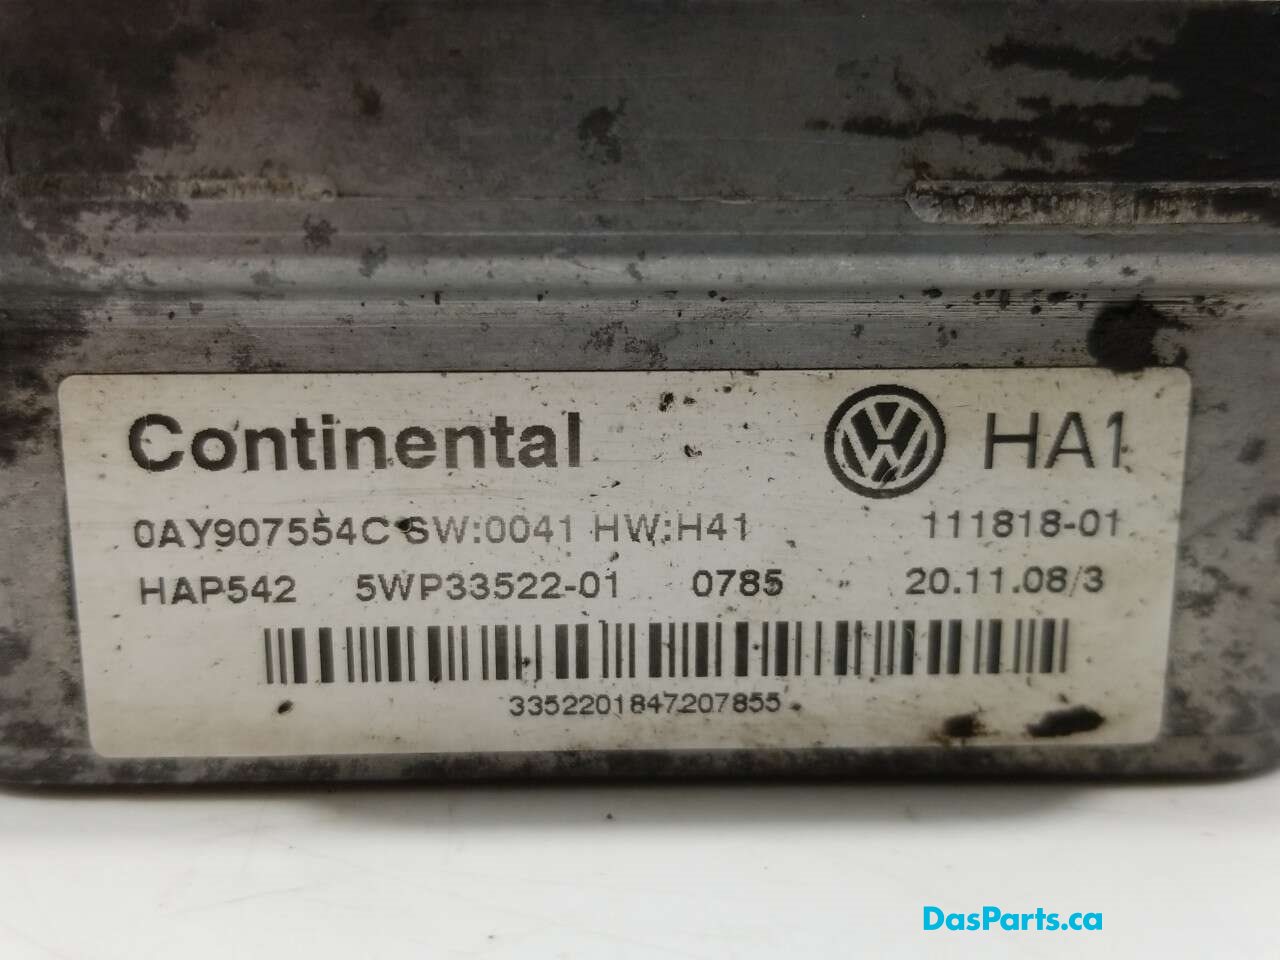 Continental HA1
0AY907554C SW:0041 HW:H41 111818-01
HAP542 5WP33522-01 0785 20.11.08/3
3352201847207855
DasParts.ca